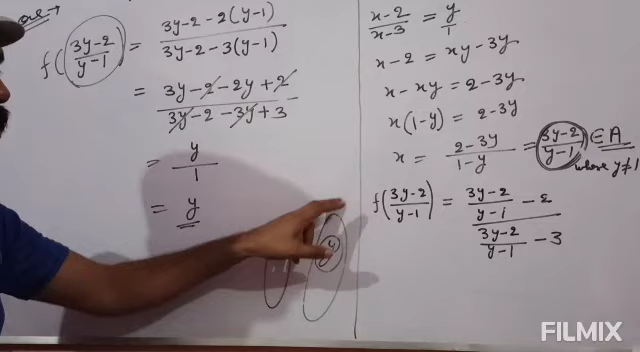 f(3y-2/y-1) = 3y-2-2(y-1)/3y-2-3(y-1)
= 3y-2-2y+2/3y-2-3y+3
= y/1
= y
y
x-2/x-3 = y/1
x-2 = xy-3y
x-xy = 2-3y
x(1-y) = 2-3y
x = 2-3y/1-y = 3y-2/y-1 ∈ A
where y≠1
f(3y-2/y-1) = 3y-2/y-1 - 2 / 3y-2/y-1 - 3
FILMIX